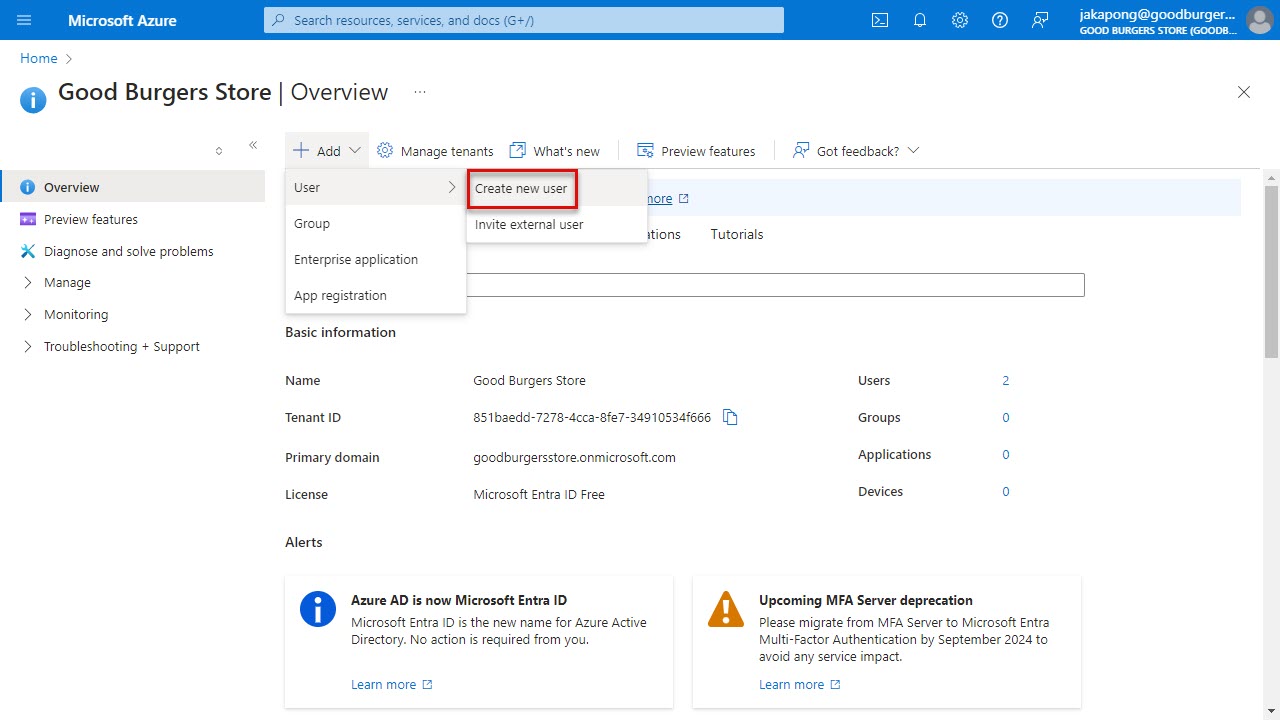 Microsoft Azure
Search resources, services, and docs (G+/)
jakapong@goodburger...
GOOD BURGERS STORE (GOODB...
Home
Good Burgers Store | Overview
...
Add
Manage tenants
What's new
Preview features
Got feedback?
Overview
Preview features
Diagnose and solve problems
Manage
Monitoring
Troubleshooting + Support
User
Group
Enterprise application
App registration
Create new user
Invite external user
more
ations
Tutorials
Basic information
Name
Good Burgers Store
Users
2
Tenant ID
851baedd-7278-4cca-8fe7-34910534f666
Groups
0
Primary domain
goodburgersstore.onmicrosoft.com
Applications
0
License
Microsoft Entra ID Free
Devices
0
Alerts
Azure AD is now Microsoft Entra ID
Microsoft Entra ID is the new name for Azure Active
Directory. No action is required from you.
Learn more
Upcoming MFA Server deprecation
Please migrate from MFA Server to Microsoft Entra
Multi-Factor Authentication by September 2024 to
avoid any service impact.
Learn more